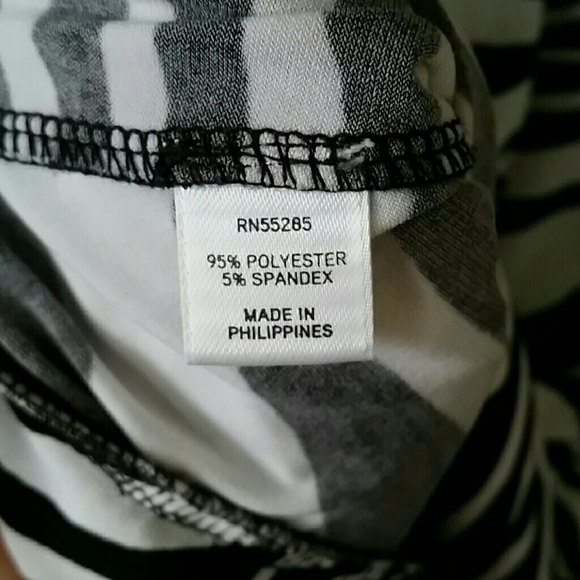 RN55285
95% POLYESTER
5% SPANDEX
MADE IN
PHILIPPINES